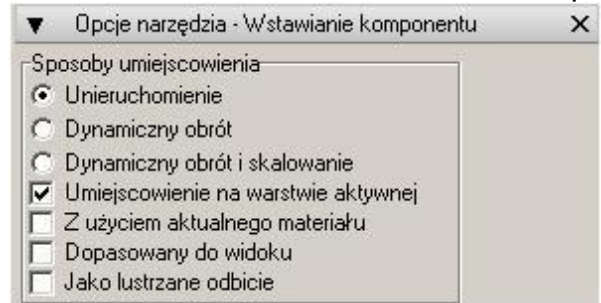 Opcje narzędzia - Wstawianie komponentu
Sposoby umiejscowienia
Unieruchomienie
Dynamiczny obrót
Dynamiczny obrót i skalowanie
Umiejscowienie na warstwie aktywnej
Z użyciem aktualnego materiału
Dopasowany do widoku
Jako lustrzane odbicie